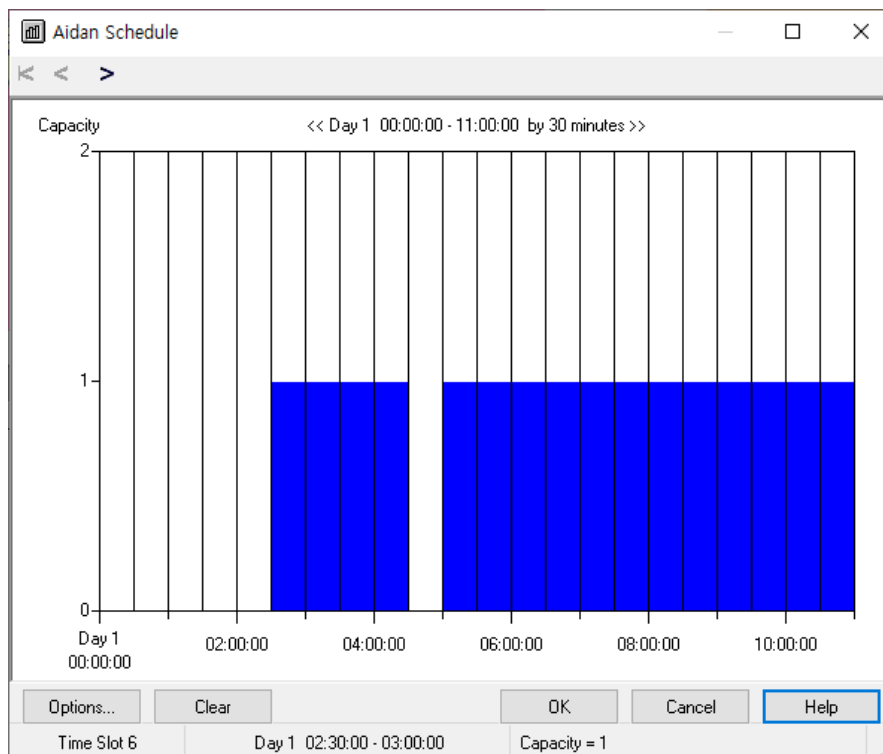 Aidan Schedule
Capacity
<< Day 1 00:00:00 - 11:00:00 by 30 minutes >>
2
1
0
Day 1
00:00:00
02:00:00
04:00:00
06:00:00
08:00:00
10:00:00
Options...
Clear
OK
Cancel
Help
Time Slot 6
Day 1 02:30:00 - 03:00:00
Capacity = 1